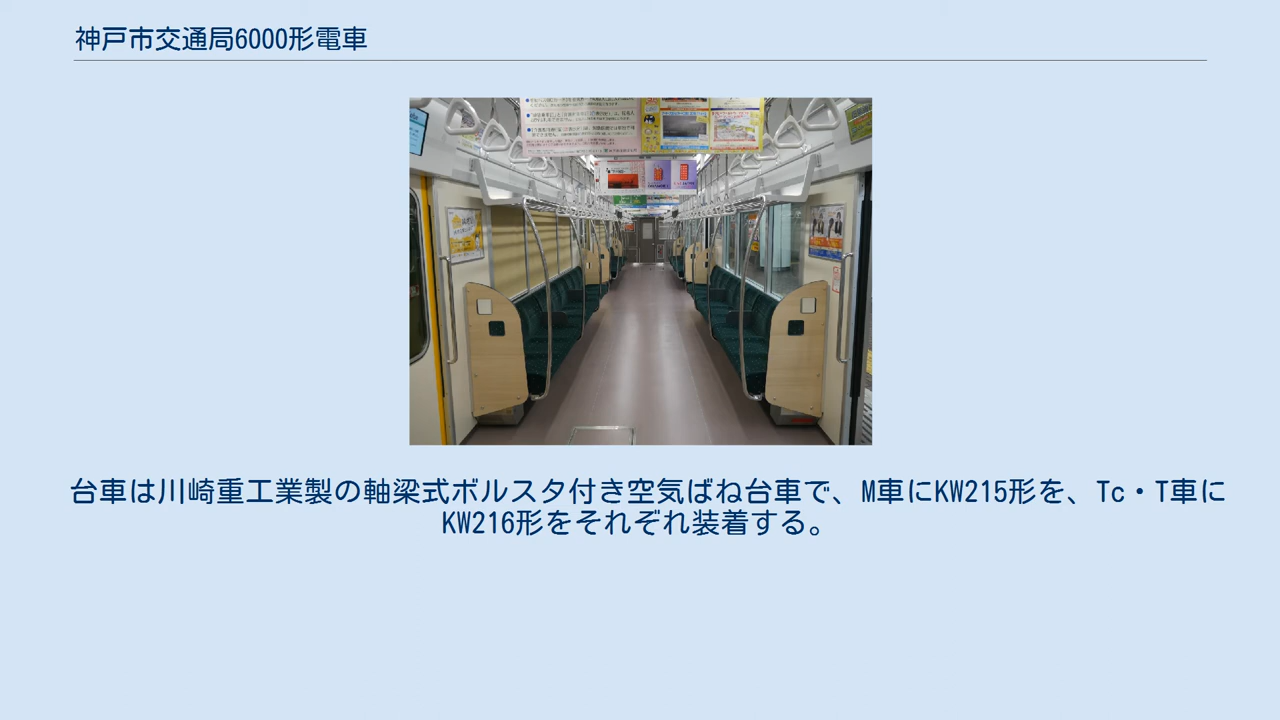 神戸市交通局6000形電車
台車は川崎重工業製の軸梁式ボルスタ付き空気ばね台車で、M車にKW215形を、Tc・T車に
KW216形をそれぞれ装着する。